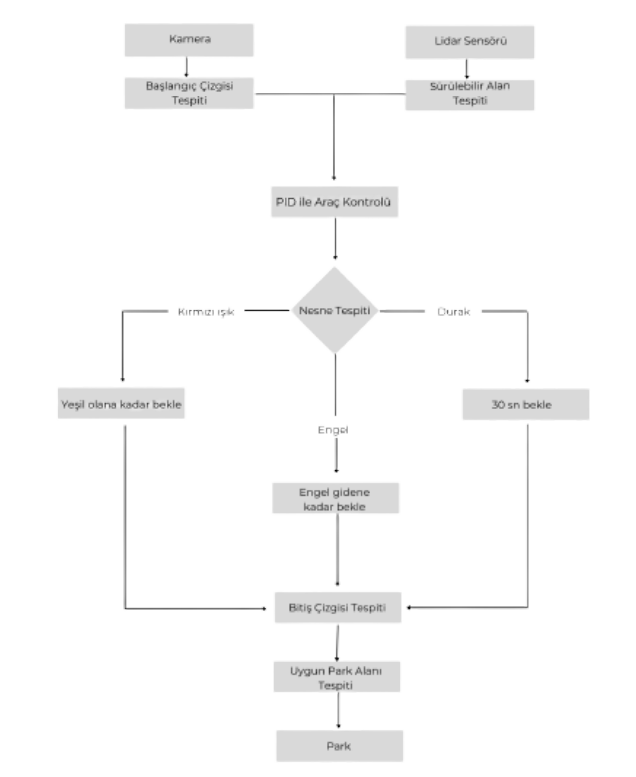 Kamera
Lidar Sensörü
Başlangıç Çizgisi
Tespiti
Sürülebilir Alan
Tespiti
PID ile Araç Kontrolü
Nesne Tespiti
Kırmızı ışık
Durak
Yeşil olana kadar bekle
30 sn bekle
Engel
Engel gidene
kadar bekle
Bitiş Çizgisi Tespiti
Uygun Park Alanı
Tespiti
Park